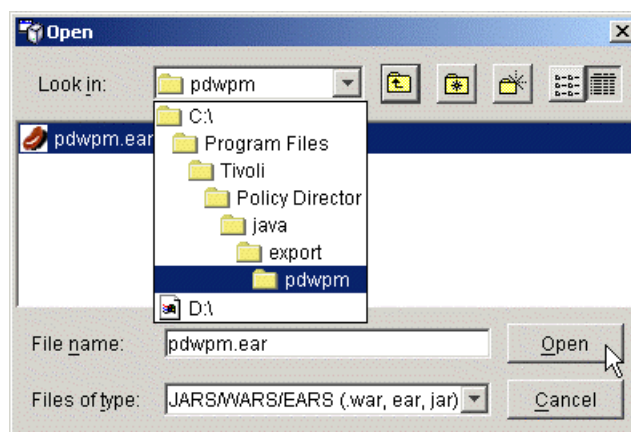 Open
Look in:
pdwpm
C:\
pdwpm.ear
Program Files
Tivoli
Policy Director
java
export
pdwpm
D:\
File name:
pdwpm.ear
Open
Files of type:
JARS/WARS/EARS (.war, ear, jar)
Cancel